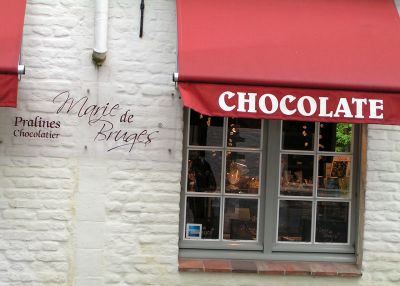 Marie de
Bruges
Pralines
Chocolatier
CHOCOLATE